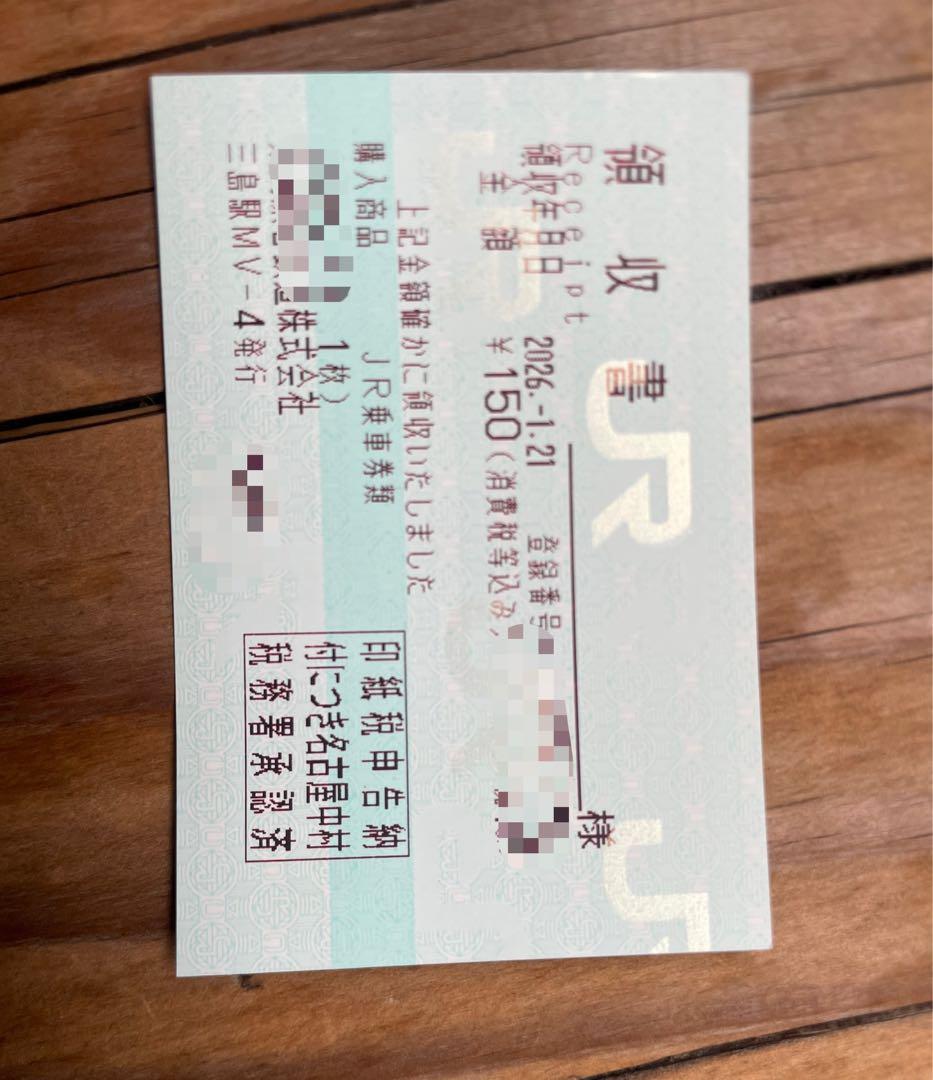 領収書
Receipt
様
領収年月日 2026.-1.21 登録番号
金額 ￥150（消費税等込み）
上記金額確かに領収いたしました
購入商品 JR乗車券類
1枚）
株式会社
三島駅MV-4発行
印紙税申告納
付につき名古屋中村
税務署承認済
JR